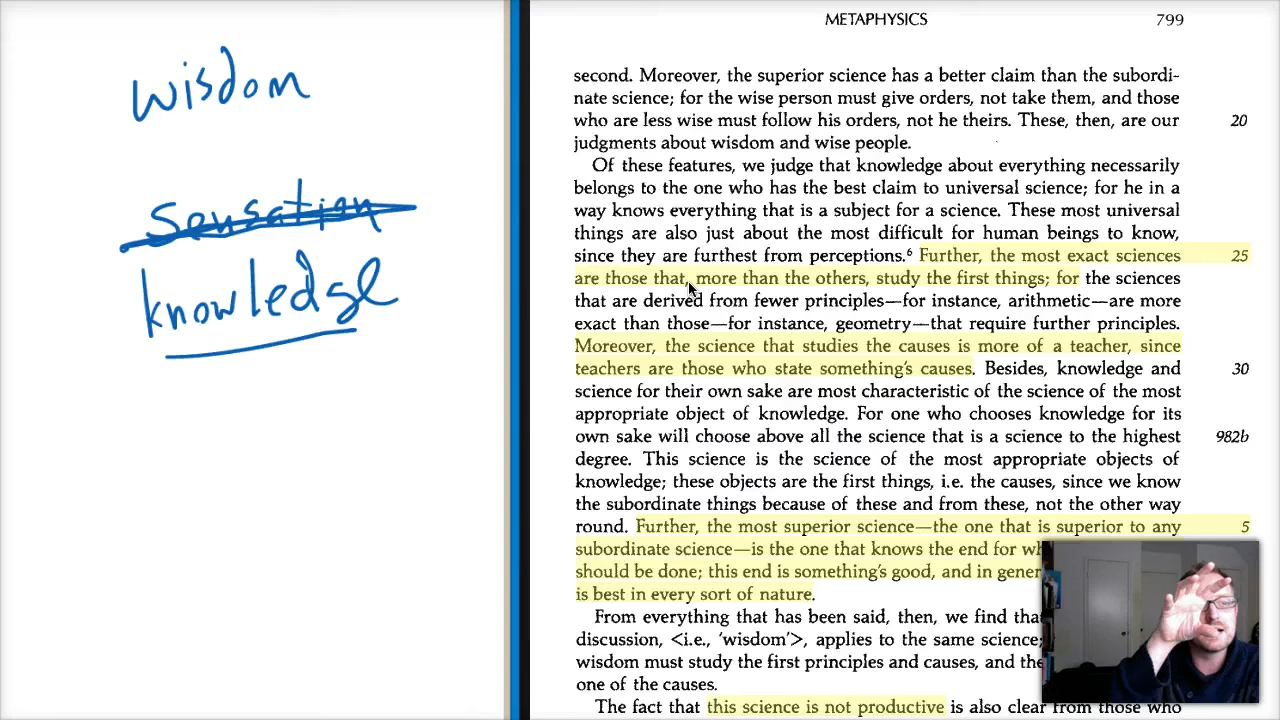 wisdom
sensation
knowledge
METAPHYSICS 799
second. Moreover, the superior science has a better claim than the subordi-
nate science; for the wise person must give orders, not take them, and those
who are less wise must follow his orders, not he theirs. These, then, are our 20
judgments about wisdom and wise people.
Of these features, we judge that knowledge about everything necessarily
belongs to the one who has the best claim to universal science; for he in a
way knows everything that is a subject for a science. These most universal
things are also just about the most difficult for human beings to know,
since they are furthest from perceptions.⁶ Further, the most exact sciences 25
are those that, more than the others, study the first things; for the sciences
that are derived from fewer principles—for instance, arithmetic—are more
exact than those—for instance, geometry—that require further principles.
Moreover, the science that studies the causes is more of a teacher, since
teachers are those who state something's causes. Besides, knowledge and 30
science for their own sake are most characteristic of the science of the most
appropriate object of knowledge. For one who chooses knowledge for its
own sake will choose above all the science that is a science to the highest 982b
degree. This science is the science of the most appropriate objects of
knowledge; these objects are the first things, i.e. the causes, since we know
the subordinate things because of these and from these, not the other way
round. Further, the most superior science—the one that is superior to any 5
subordinate science—is the one that knows the end for
should be done; this end is something's good, and in
is best in every sort of nature.
From everything that has been said, then, we find
discussion, <i.e., 'wisdom'>, applies to the same science;
wisdom must study the first principles and causes, and
one of the causes.
The fact that this science is not productive is also clear from those who